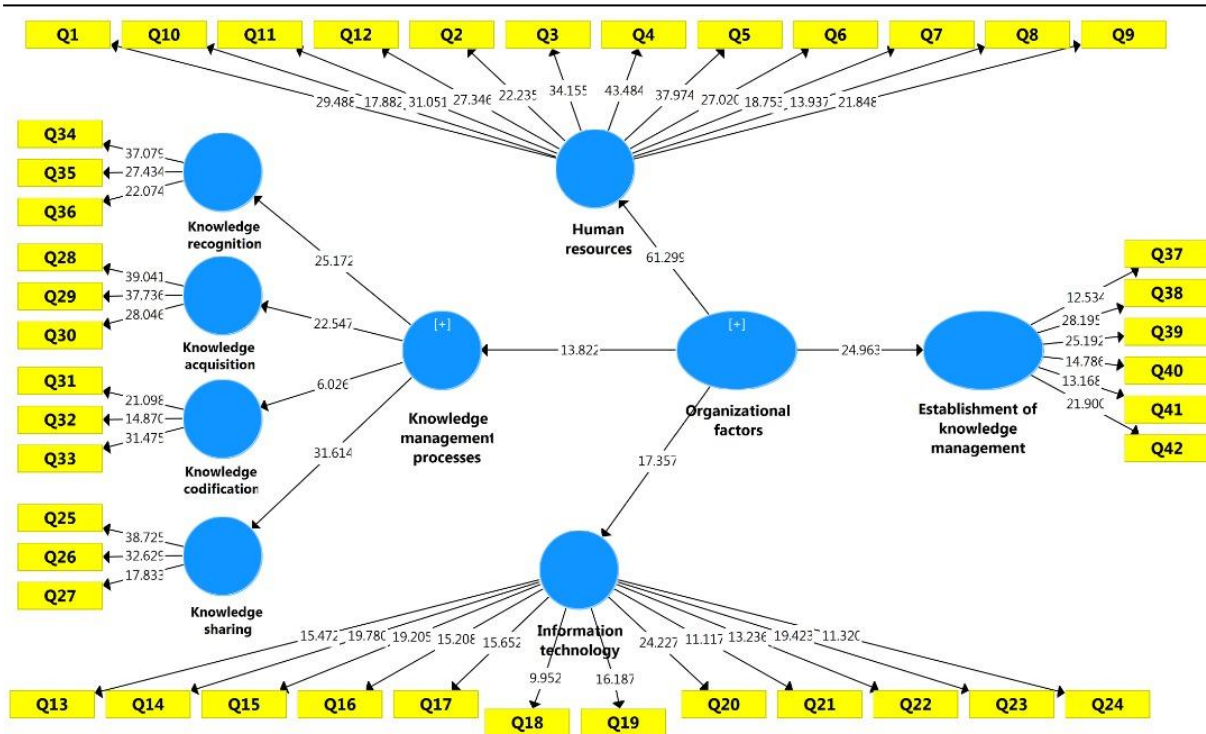 Q1 Q10 Q11 Q12 Q2 Q3 Q4 Q5 Q6 Q7 Q8 Q9
29.488 17.882 31.051 27.346 22.235 34.155 43.484 37.974 27.020 18.753 13.937 21.848
Q34
37.079
Q35
27.434
Q36
22.074
Knowledge
recognition
Human
resources
Q28
39.041
Q29
37.736
Q30
28.046
Knowledge
acquisition
25.172
22.547
6.026
31.614
[+]
Knowledge
management
processes
13.822
61.299
[+]
Organizational
factors
24.963
17.357
Establishment of
knowledge
management
Q37
12.534
Q38
28.195
Q39
25.192
Q40
14.786
Q41
13.168
Q42
21.900
Q31
21.098
Q32
14.870
Q33
31.475
Knowledge
codification
Q25
38.725
Q26
32.629
Q27
17.833
Knowledge
sharing
Information
technology
15.472 19.780 19.205 15.208 15.652 9.952 16.187 24.227 11.117 13.236 19.423 11.320
Q13 Q14 Q15 Q16 Q17 Q18 Q19 Q20 Q21 Q22 Q23 Q24